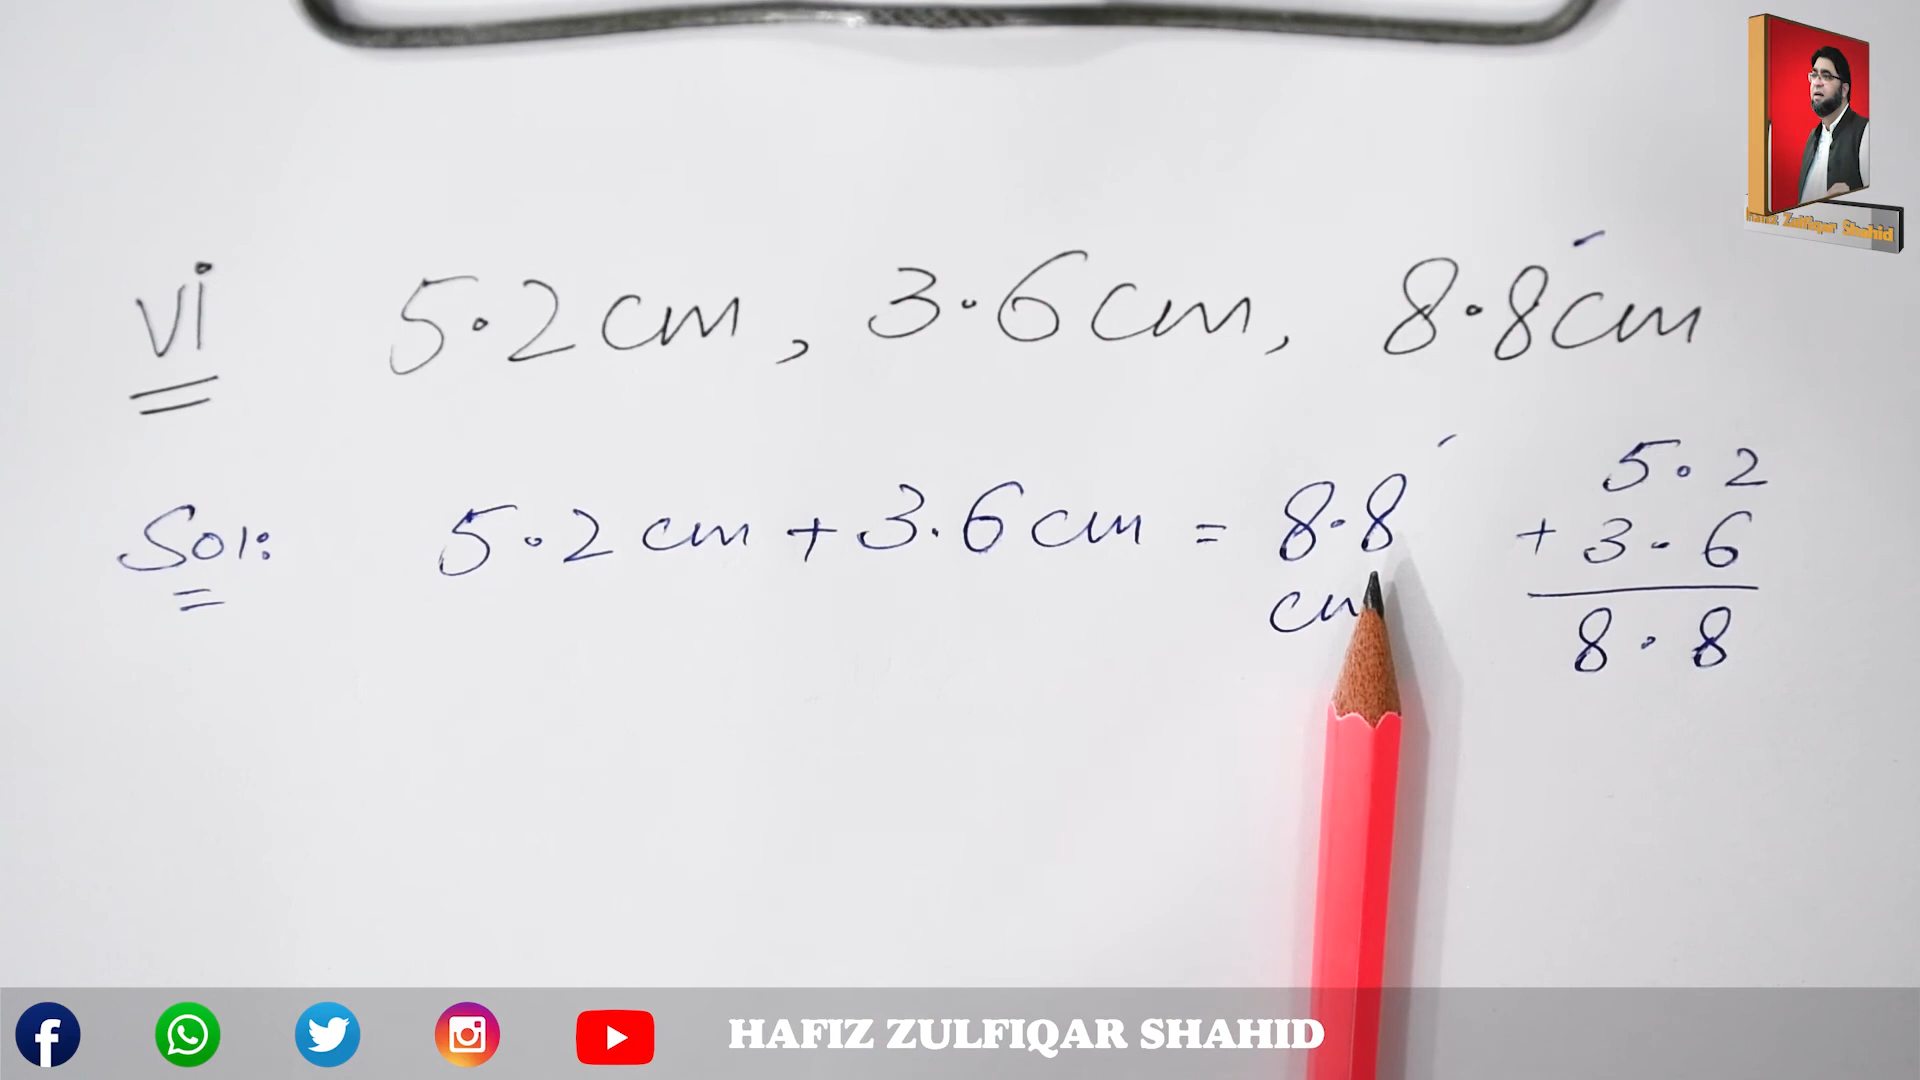 Hafiz Zulfiqar Shahid
vi 5.2 cm, 3.6 cm, 8.8 cm
Sol: 5.2 cm + 3.6 cm = 8.8
cm
5.2
+ 3.6
8.8
HAFIZ ZULFIQAR SHAHID